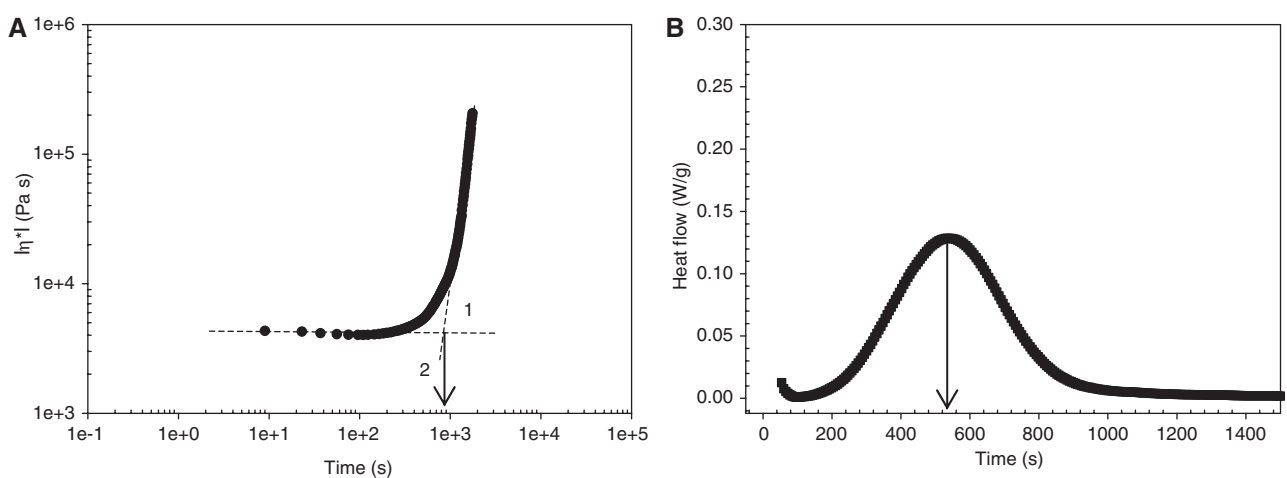 A
1e+6
1e+5
1e+4
1e+3
|η*| (Pa s)
1
2
1e-1 1e+0 1e+1 1e+2 1e+3 1e+4 1e+5
Time (s)
B
0.30
0.25
0.20
0.15
0.10
0.05
0.00
Heat flow (W/g)
0 200 400 600 800 1000 1200 1400
Time (s)